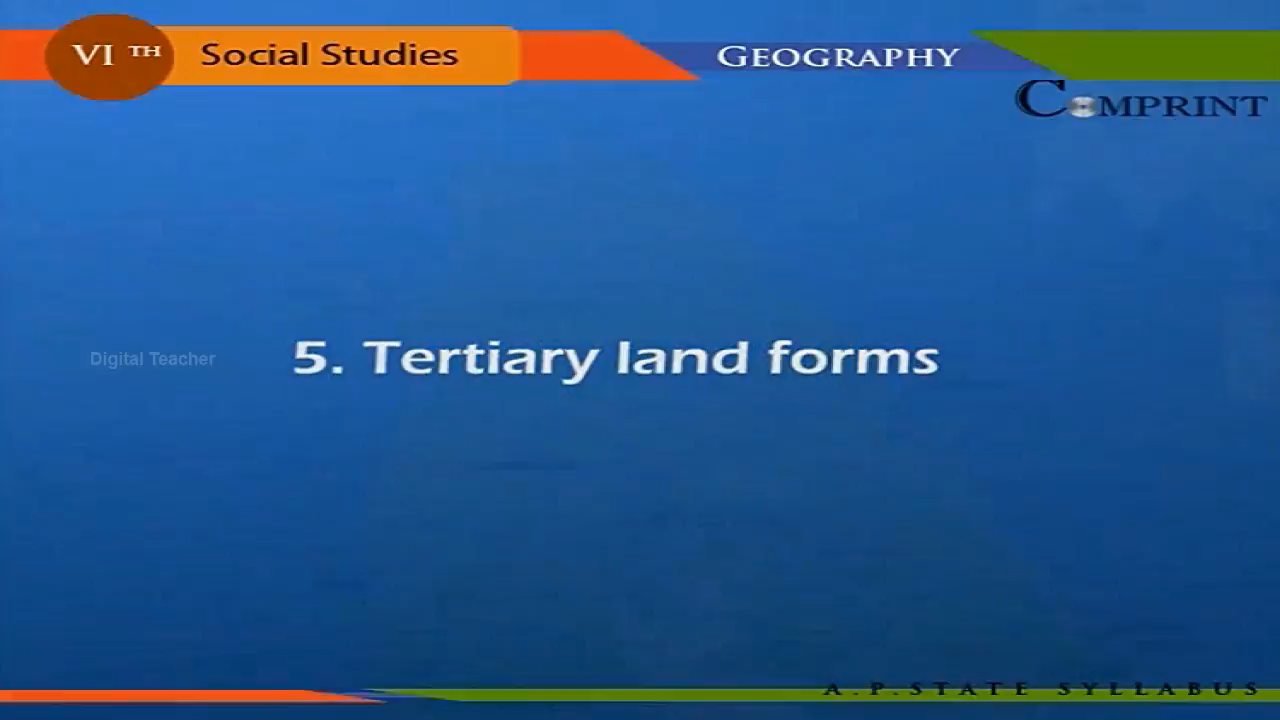 VI TH Social Studies
GEOGRAPHY
COMPRINT
Digital Teacher
5. Tertiary land forms
A.P.STATE SYLLABUS